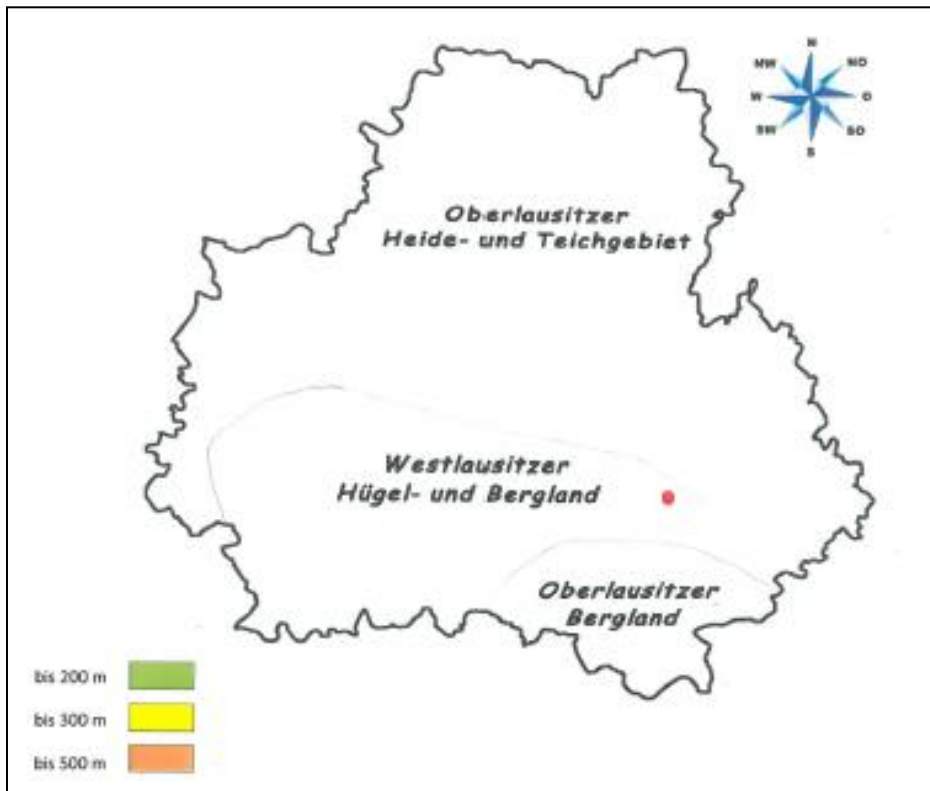 N
NW
NO
W
O
SW
SO
S
Oberlausitzer
Heide- und Teichgebiet
Westlausitzer
Hügel- und Bergland
Oberlausitzer
Bergland
bis 200 m
bis 300 m
bis 500 m